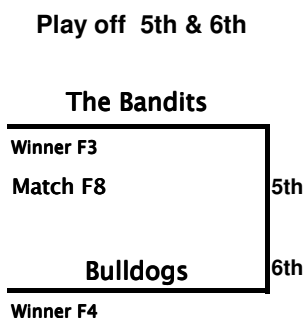 Play off 5th & 6th
The Bandits
Winner F3
Match F8
5th
6th
Bulldogs
Winner F4